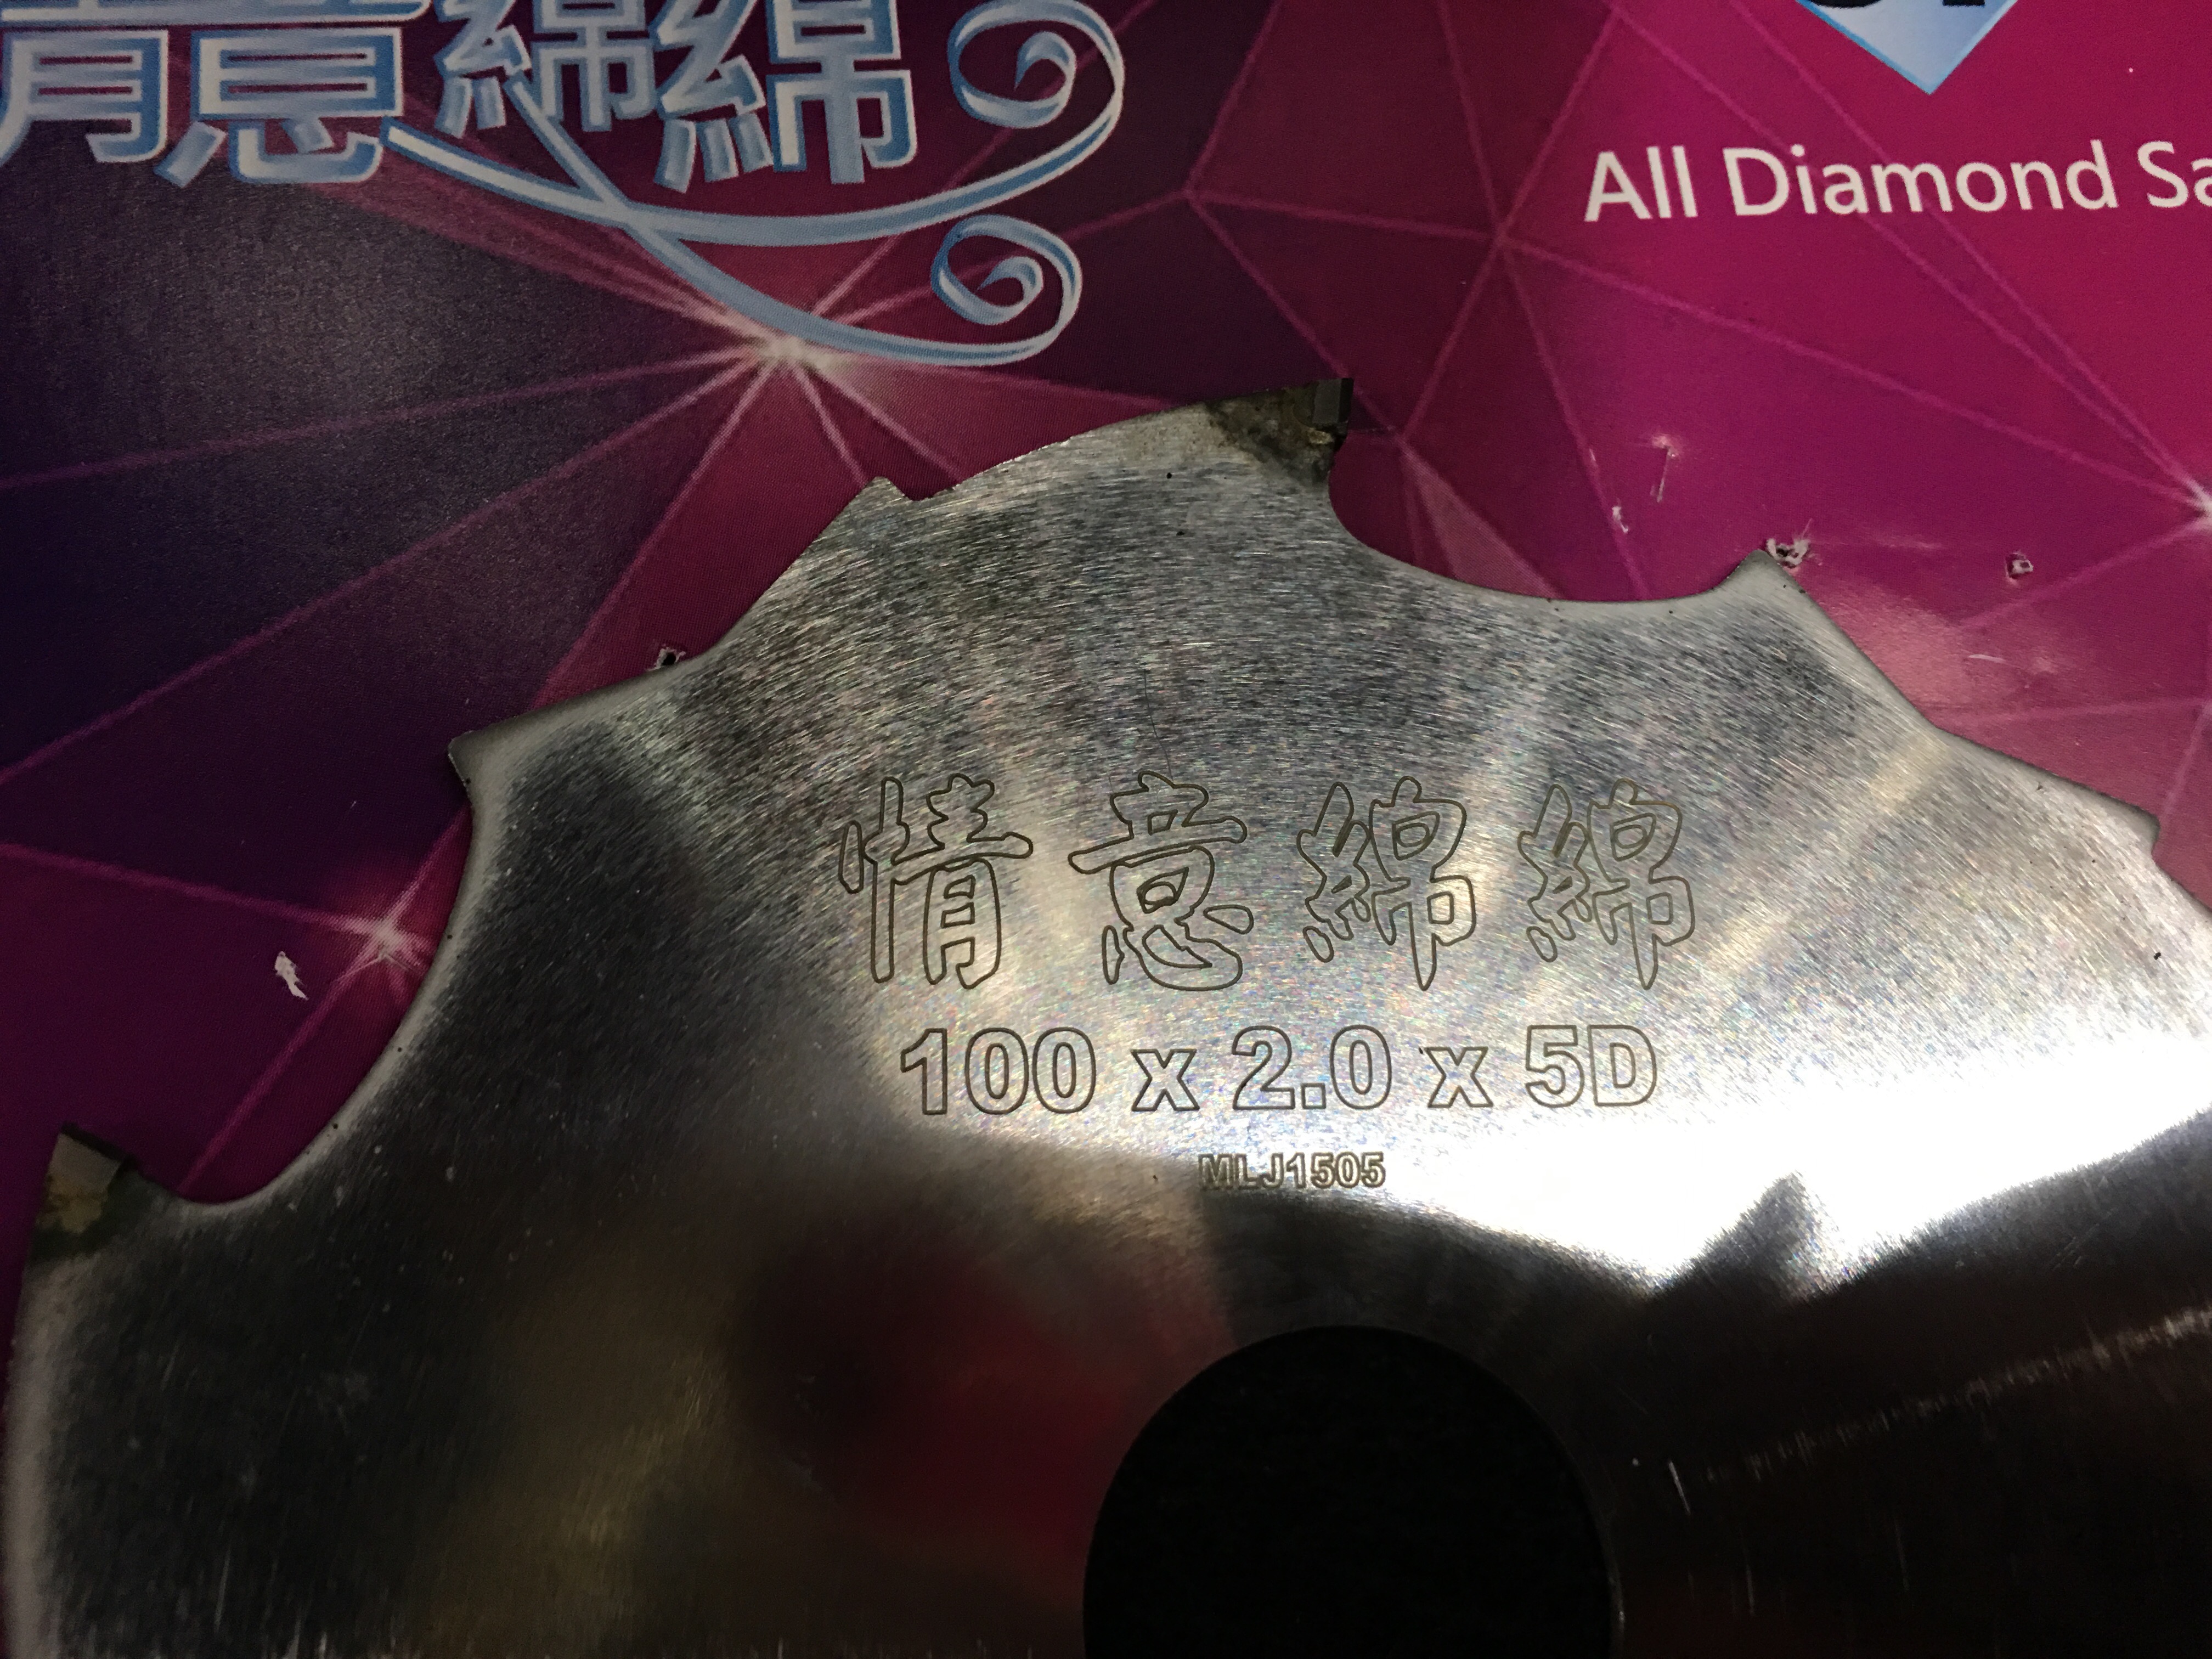 情意綿綿
All Diamond Sa
情意綿綿
100 x 2.0 x 5D
MLJ1505